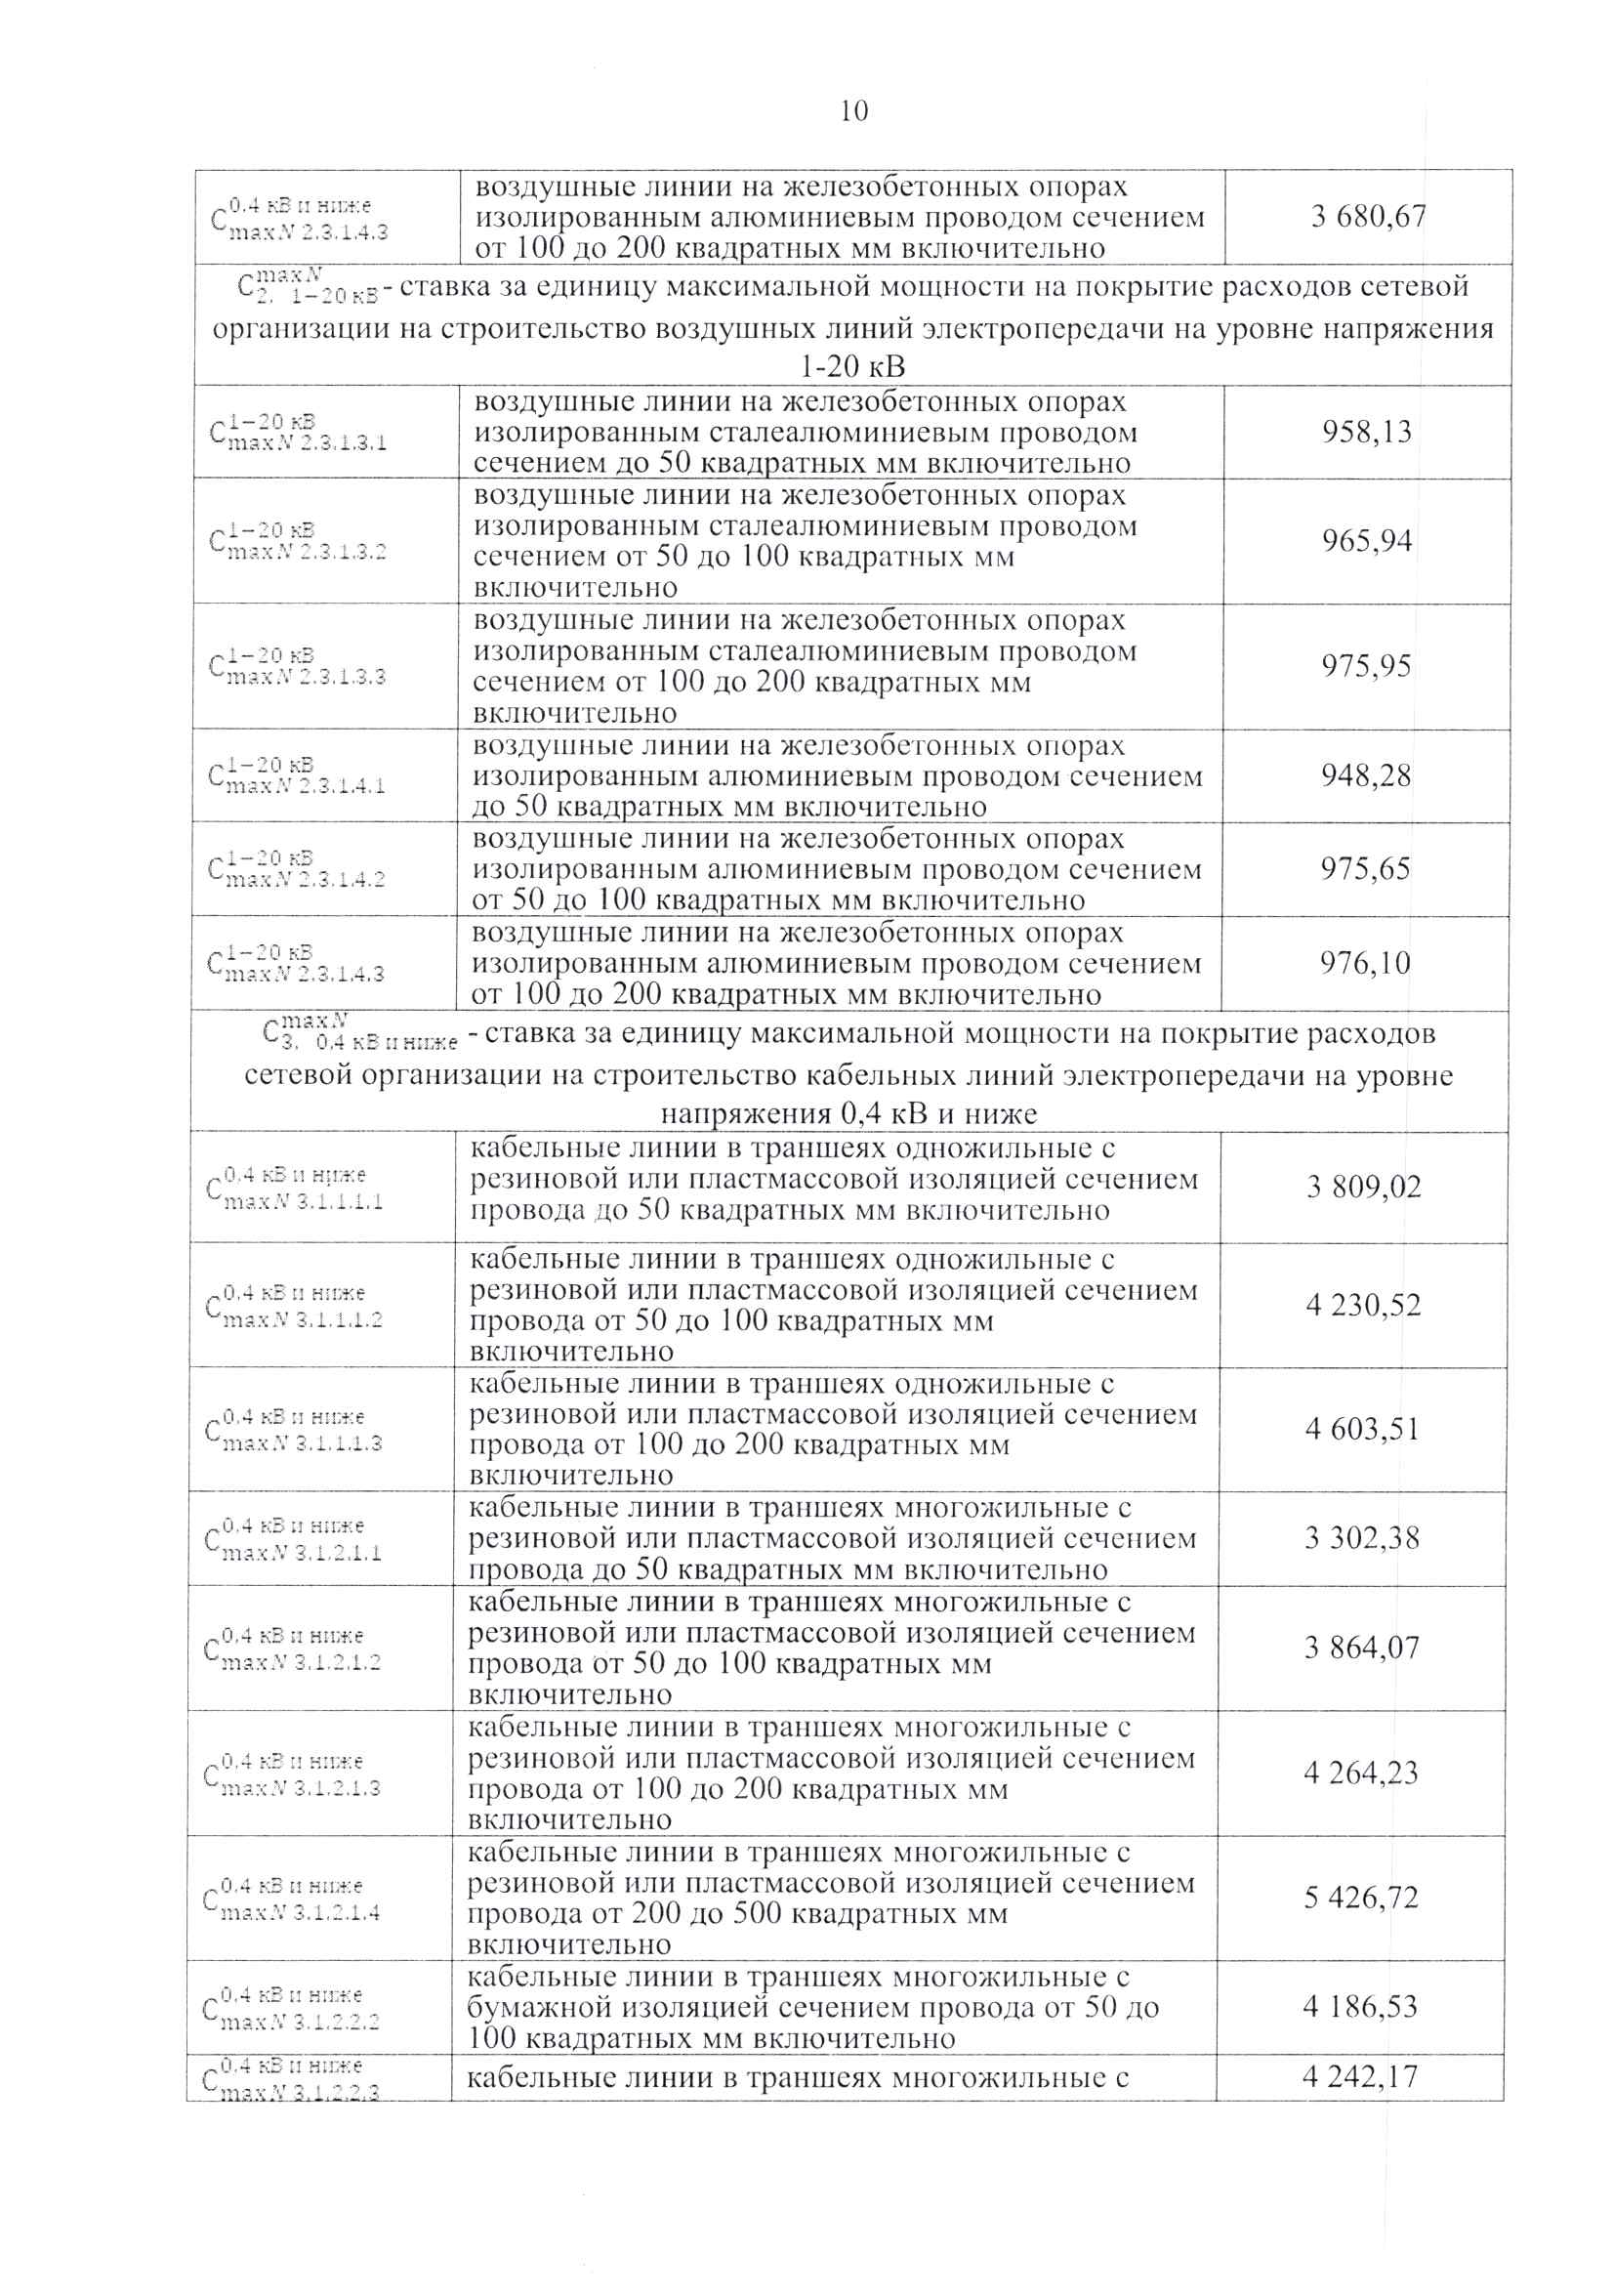 10
C 0,4 кВ и ниже maxN 2.3.1.4.3
воздушные линии на железобетонных опорах
изолированным алюминиевым проводом сечением
от 100 до 200 квадратных мм включительно
3 680,67
C maxN 2. 1–20 кВ - ставка за единицу максимальной мощности на покрытие расходов сетевой
организации на строительство воздушных линий электропередачи на уровне напряжения
1-20 кВ
C 1–20 кВ maxN 2.3.1.3.1
воздушные линии на железобетонных опорах
изолированным сталеалюминиевым проводом
сечением до 50 квадратных мм включительно
958,13
C 1–20 кВ maxN 2.3.1.3.2
воздушные линии на железобетонных опорах
изолированным сталеалюминиевым проводом
сечением от 50 до 100 квадратных мм
включительно
965,94
C 1–20 кВ maxN 2.3.1.3.3
воздушные линии на железобетонных опорах
изолированным сталеалюминиевым проводом
сечением от 100 до 200 квадратных мм
включительно
975,95
C 1–20 кВ maxN 2.3.1.4.1
воздушные линии на железобетонных опорах
изолированным алюминиевым проводом сечением
до 50 квадратных мм включительно
948,28
C 1–20 кВ maxN 2.3.1.4.2
воздушные линии на железобетонных опорах
изолированным алюминиевым проводом сечением
от 50 до 100 квадратных мм включительно
975,65
C 1–20 кВ maxN 2.3.1.4.3
воздушные линии на железобетонных опорах
изолированным алюминиевым проводом сечением
от 100 до 200 квадратных мм включительно
976,10
C maxN 3. 0,4 кВ и ниже - ставка за единицу максимальной мощности на покрытие расходов
сетевой организации на строительство кабельных линий электропередачи на уровне
напряжения 0,4 кВ и ниже
C 0,4 кВ и ниже maxN 3.1.1.1.1
кабельные линии в траншеях одножильные с
резиновой или пластмассовой изоляцией сечением
провода до 50 квадратных мм включительно
3 809,02
C 0,4 кВ и ниже maxN 3.1.1.1.2
кабельные линии в траншеях одножильные с
резиновой или пластмассовой изоляцией сечением
провода от 50 до 100 квадратных мм
включительно
4 230,52
C 0,4 кВ и ниже maxN 3.1.1.1.3
кабельные линии в траншеях одножильные с
резиновой или пластмассовой изоляцией сечением
провода от 100 до 200 квадратных мм
включительно
4 603,51
C 0,4 кВ и ниже maxN 3.1.2.1.1
кабельные линии в траншеях многожильные с
резиновой или пластмассовой изоляцией сечением
провода до 50 квадратных мм включительно
3 302,38
C 0,4 кВ и ниже maxN 3.1.2.1.2
кабельные линии в траншеях многожильные с
резиновой или пластмассовой изоляцией сечением
провода от 50 до 100 квадратных мм
включительно
3 864,07
C 0,4 кВ и ниже maxN 3.1.2.1.3
кабельные линии в траншеях многожильные с
резиновой или пластмассовой изоляцией сечением
провода от 100 до 200 квадратных мм
включительно
4 264,23
C 0,4 кВ и ниже maxN 3.1.2.1.4
кабельные линии в траншеях многожильные с
резиновой или пластмассовой изоляцией сечением
провода от 200 до 500 квадратных мм
включительно
5 426,72
C 0,4 кВ и ниже maxN 3.1.2.2.2
кабельные линии в траншеях многожильные с
бумажной изоляцией сечением провода от 50 до
100 квадратных мм включительно
4 186,53
C 0,4 кВ и ниже maxN 3.1.2.2.3
кабельные линии в траншеях многожильные с
4 242,17